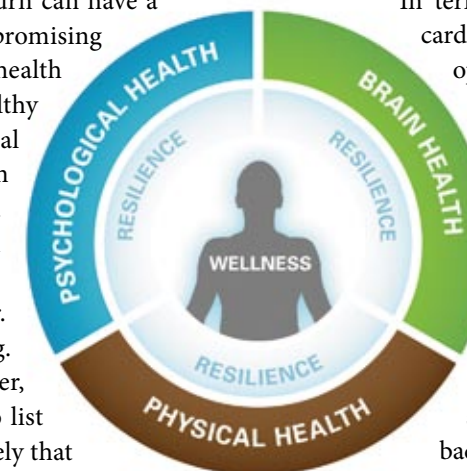 urn can have a
promising
health
lthy
al
n
r.
g.
er,
o list
ely that
In ter
card
op
bac
PSYCHOLOGICAL HEALTH
BRAIN HEALTH
RESILIENCE
RESILIENCE
WELLNESS
RESILIENCE
PHYSICAL HEALTH